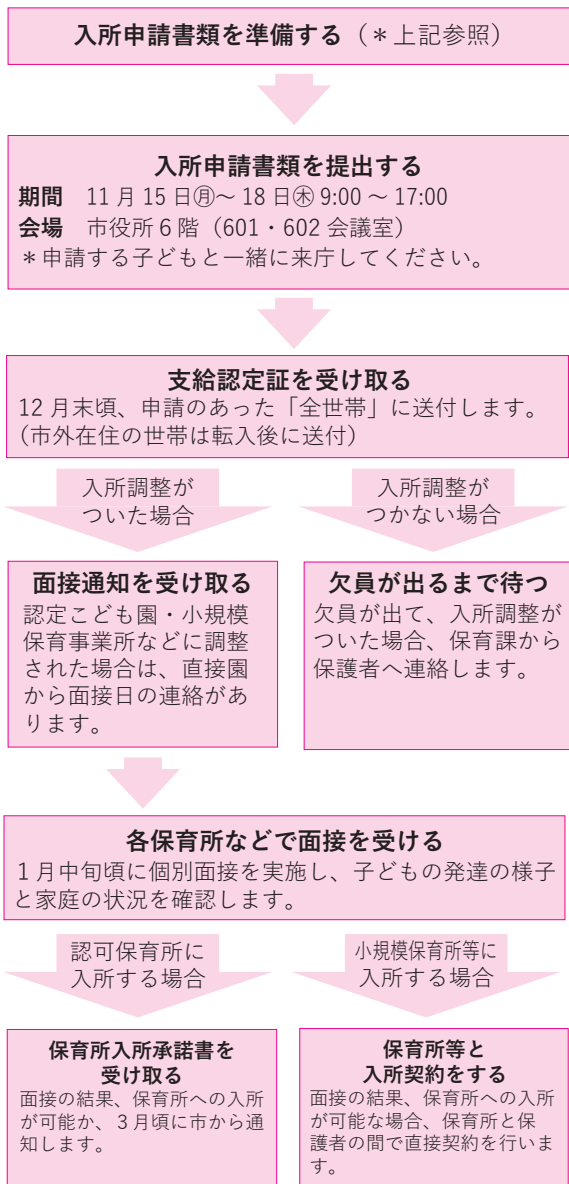 入所申請書類を準備する（＊上記参照）
入所申請書類を提出する
期間　11月15日㊊～18日㊍ 9:00～17:00
会場　市役所6階（601・602会議室）
＊申請する子どもと一緒に来庁してください。
支給認定証を受け取る
12月末頃、申請のあった「全世帯」に送付します。
（市外在住の世帯は転入後に送付）
入所調整が
ついた場合
入所調整が
つかない場合
面接通知を受け取る
認定こども園・小規模
保育事業所などに調整
された場合は、直接園
から面接日の連絡があ
ります。
欠員が出るまで待つ
欠員が出て、入所調整が
ついた場合、保育課から
保護者へ連絡します。
各保育所などで面接を受ける
1月中旬頃に個別面接を実施し、子どもの発達の様子
と家庭の状況を確認します。
認可保育所に
入所する場合
小規模保育所等に
入所する場合
保育所入所承諾書を
受け取る
面接の結果、保育所への入所
が可能か、3月頃に市から通
知します。
保育所等と
入所契約をする
面接の結果、保育所への入所
が可能な場合、保育所と保
護者の間で直接契約を行いま
す。